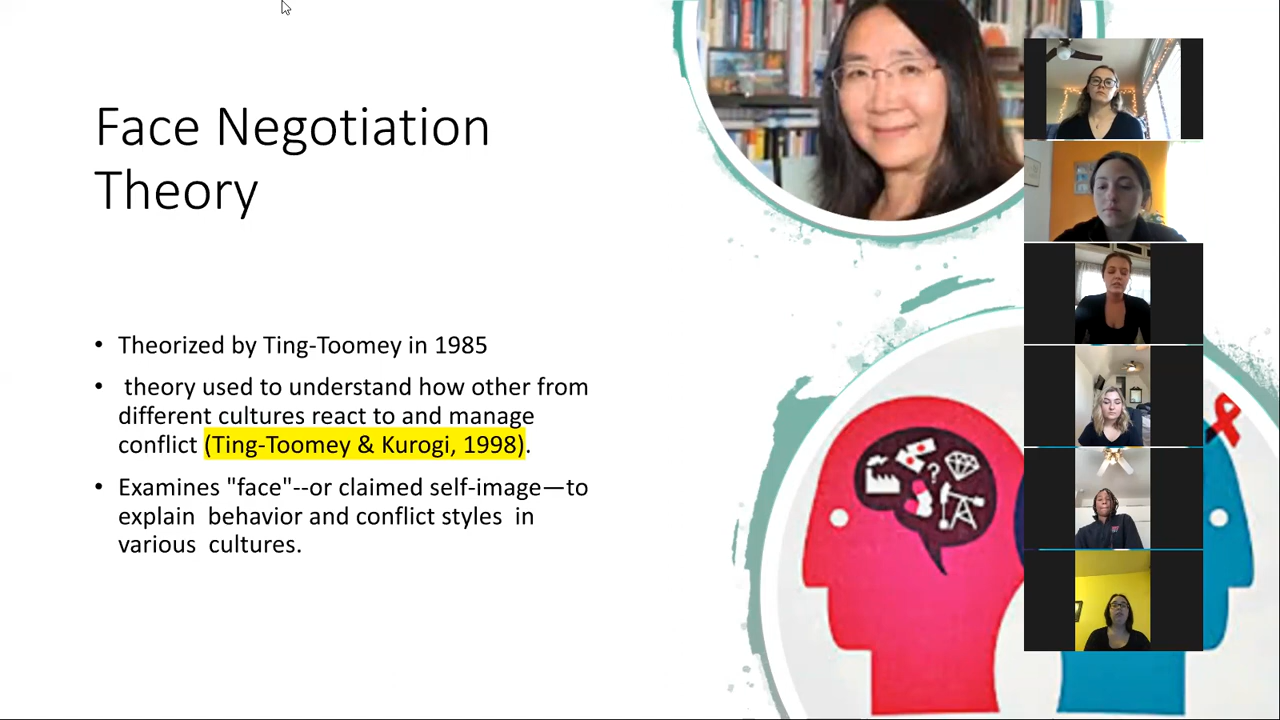 Face Negotiation
Theory
• Theorized by Ting-Toomey in 1985
• theory used to understand how other from
different cultures react to and manage
conflict (Ting-Toomey & Kurogi, 1998).
• Examines "face"--or claimed self-image—to
explain  behavior and conflict styles  in
various  cultures.
?